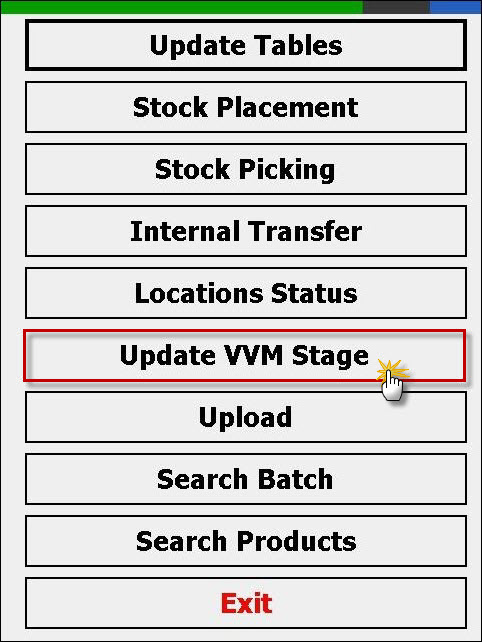 Update Tables
Stock Placement
Stock Picking
Internal Transfer
Locations Status
Update VVM Stage
Upload
Search Batch
Search Products
Exit